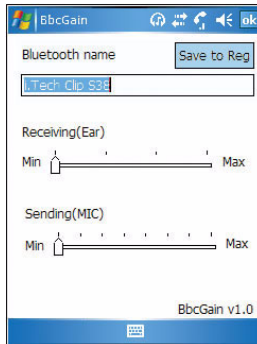 BbcGain ok
Bluetooth name
Save to Reg
I.Tech Clip S38
Receiving(Ear)
Min Max
Sending(MIC)
Min Max
BbcGain v1.0